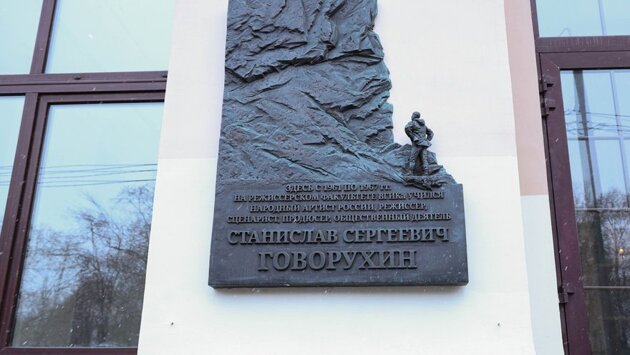 ЗДЕСЬ С 1961 ПО 1967 ГГ.
НА РЕЖИССЕРСКОМ ФАКУЛЬТЕТЕ ВГИКа УЧИЛСЯ
НАРОДНЫЙ АРТИСТ РОССИИ, РЕЖИССЕР,
СЦЕНАРИСТ, ПРОДЮСЕР, ОБЩЕСТВЕННЫЙ ДЕЯТЕЛЬ
СТАНИСЛАВ СЕРГЕЕВИЧ
ГОВОРУХИН